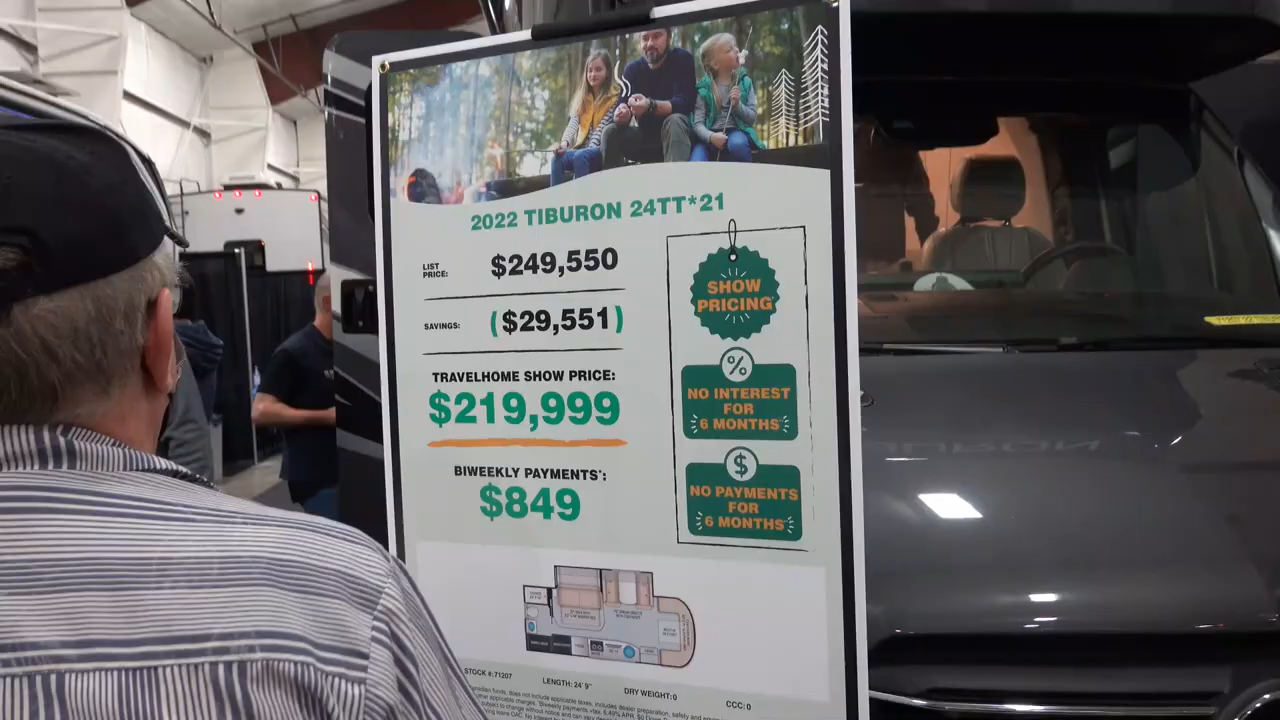 2022 TIBURON 24TT*21
LIST
PRICE:
$249,550
SAVINGS:
($29,551)
TRAVELHOME SHOW PRICE:
$219,999
BIWEEKLY PAYMENTS*:
$849
SHOW
PRICING*
%
NO INTEREST
FOR
6 MONTHS*
$
NO PAYMENTS
FOR
6 MONTHS*
STOCK #:71207
LENGTH: 24' 9"
DRY WEIGHT:0
CCC: 0